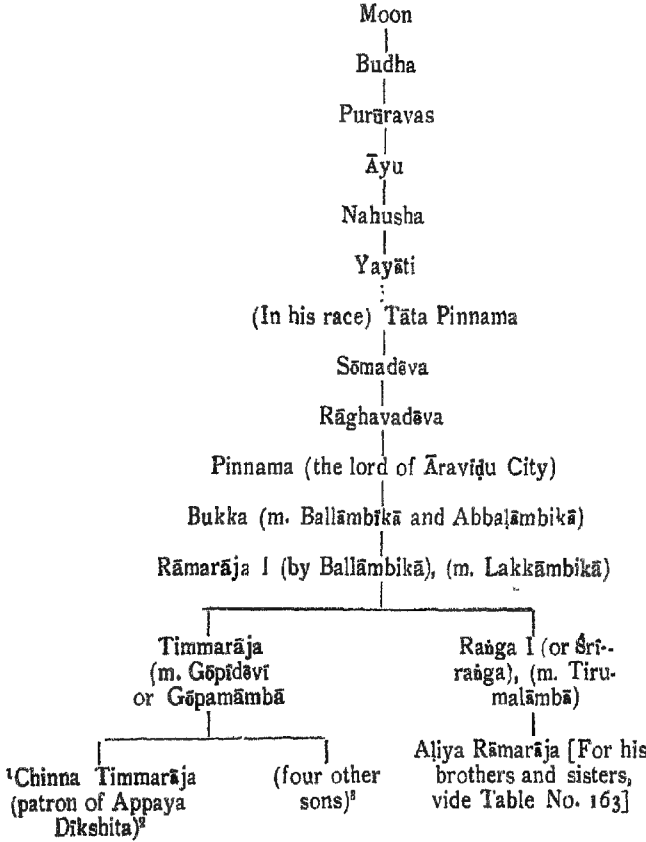 Moon
Budha
Purūravas
Āyu
Nahusha
Yayāti
(In his race) Tāta Pinnama
Sōmadēva
Rāghavadēva
Pinnama (the lord of Āravīḍu City)
Bukka (m. Ballāmbikā and Abbaḷāmbikā)
Rāmarāja I (by Ballāmbikā), (m. Lakkāmbikā)
Timmarāja
(m. Gōpīdēvī
or Gōpamāmbā
Raṅga I (or Śrī-
raṅga), (m. Tiru-
malāmbā)
¹Chinna Timmarāja
(patron of Appaya
Dīkshita)²
(four other
sons)³
Aḷiya Rāmarāja [For his
brothers and sisters,
vide Table No. 163]